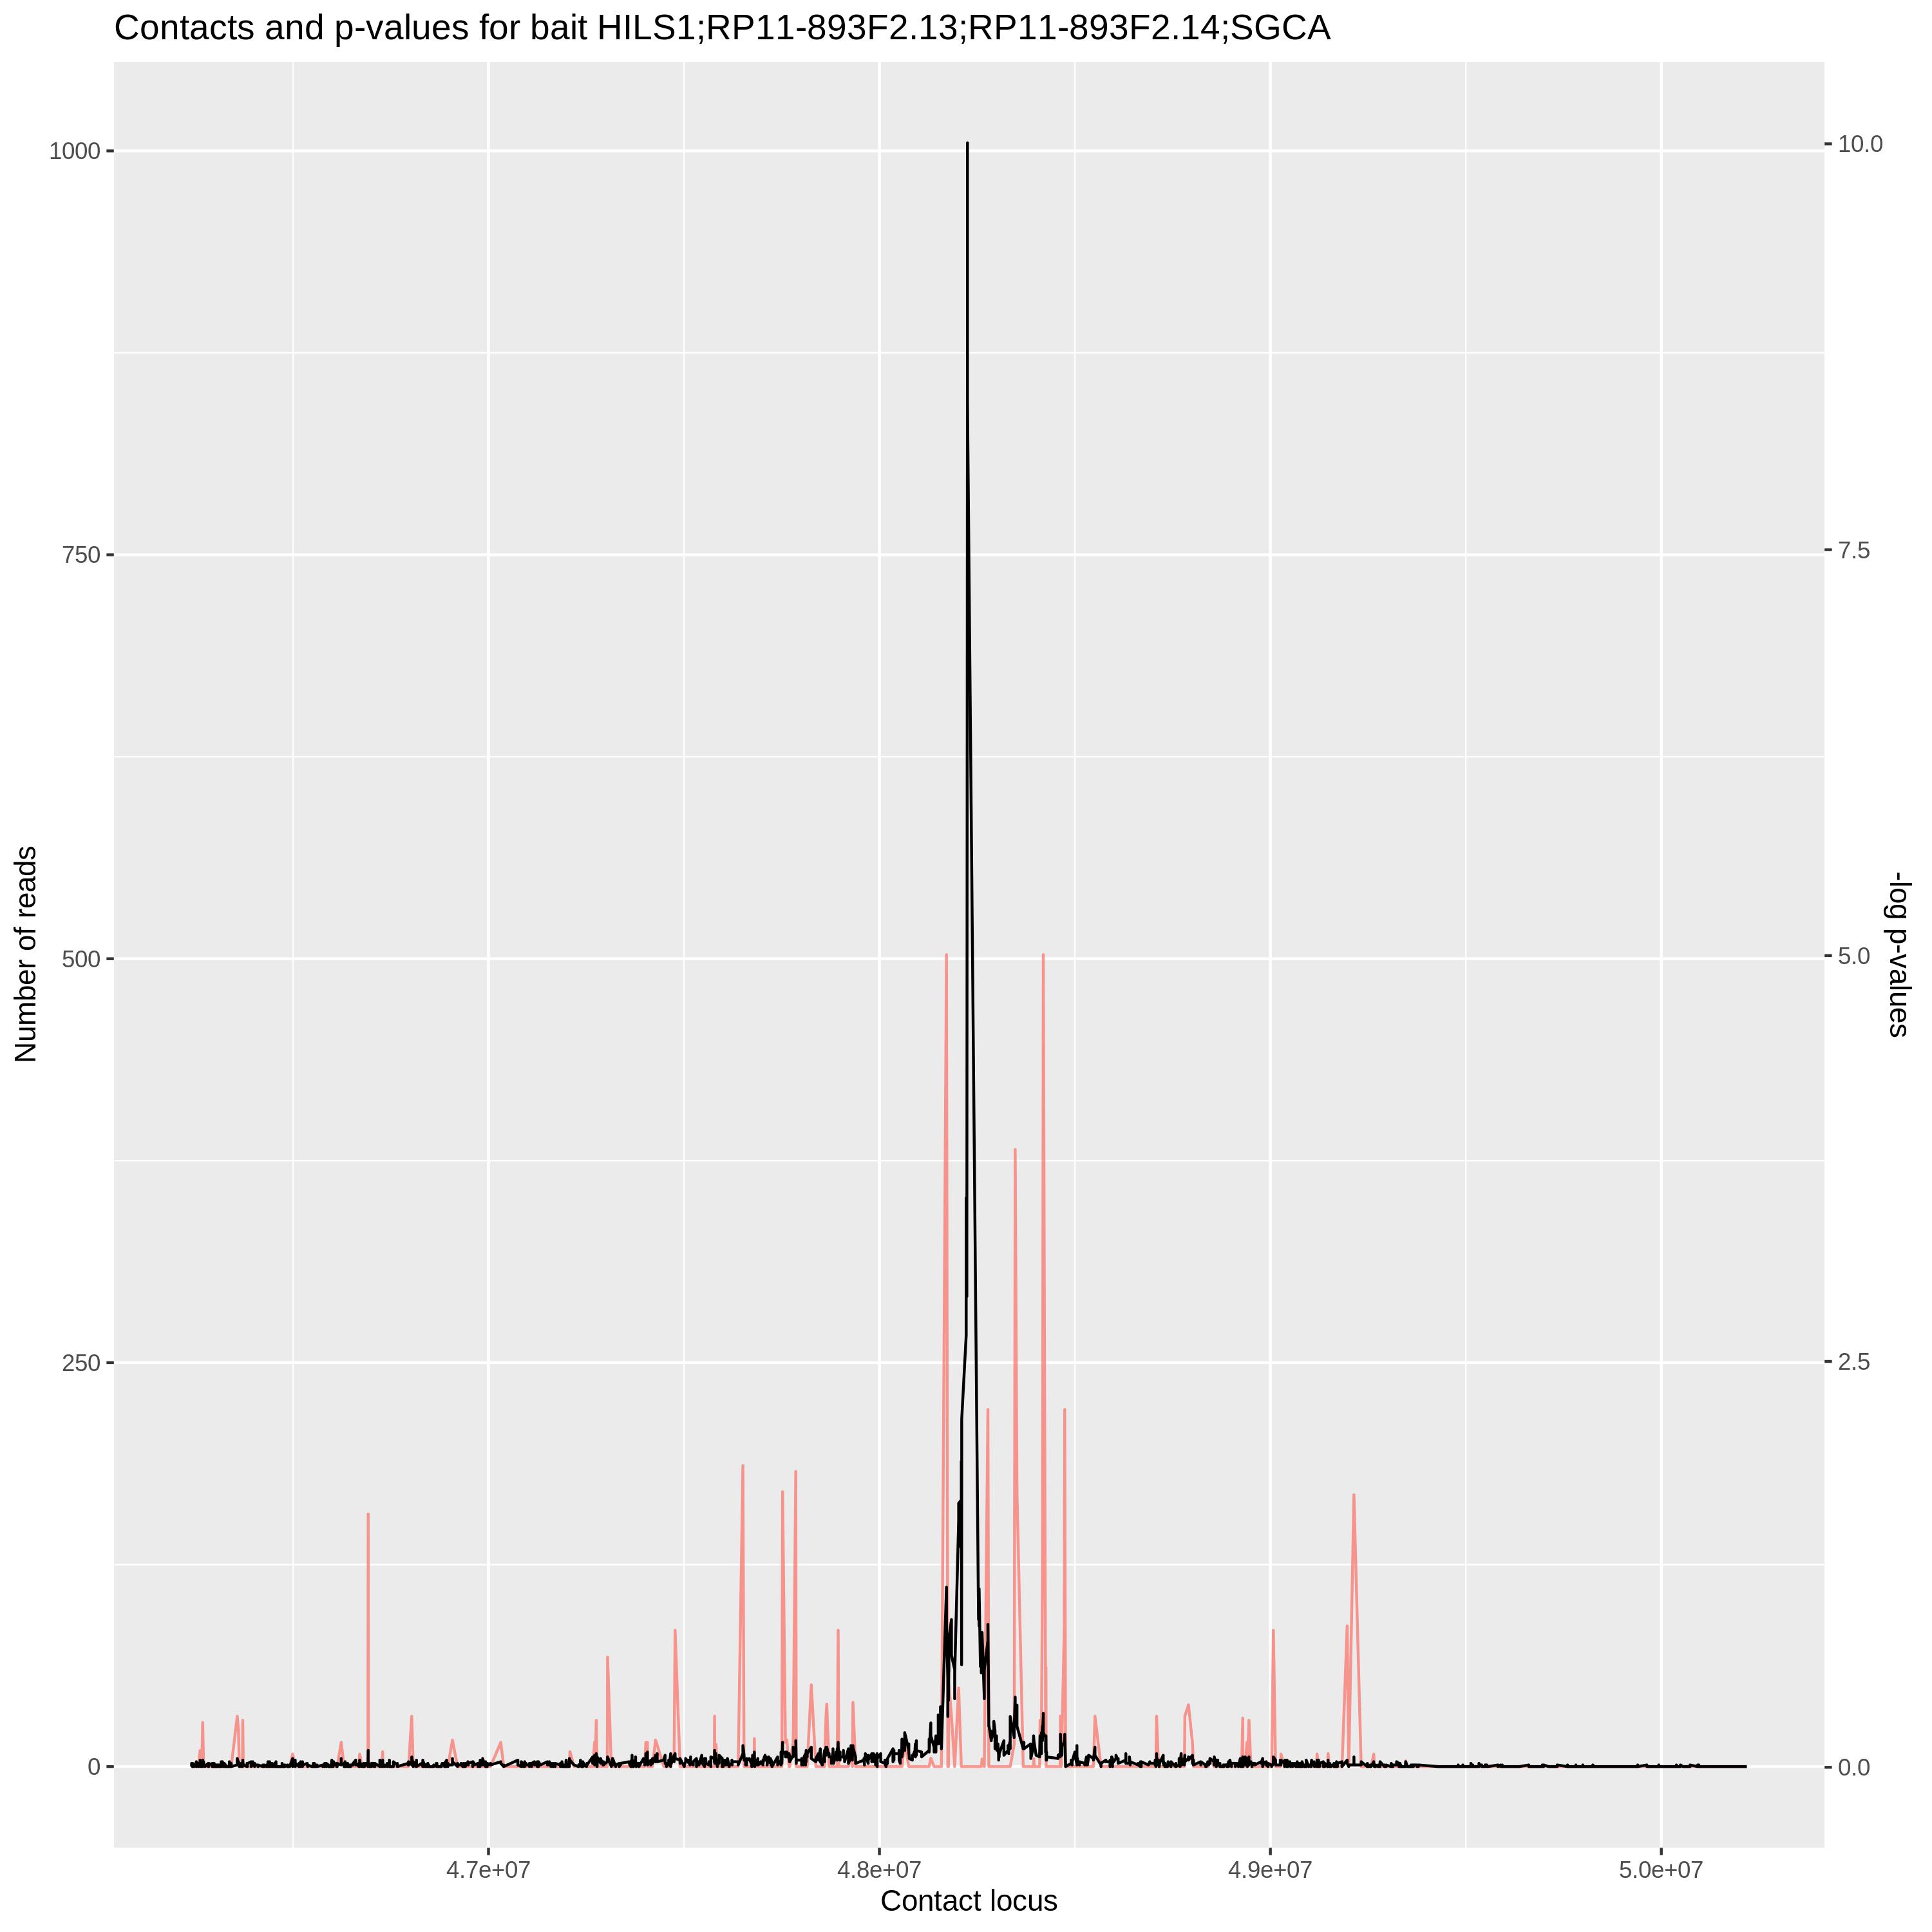 Contacts and p-values for bait HILS1;RP11-893F2.13;RP11-893F2.14;SGCA
Number of reads
1000
750
500
250
0
10.0
7.5
5.0
2.5
0.0
-log p-values
4.7e+07
4.8e+07
4.9e+07
5.0e+07
Contact locus